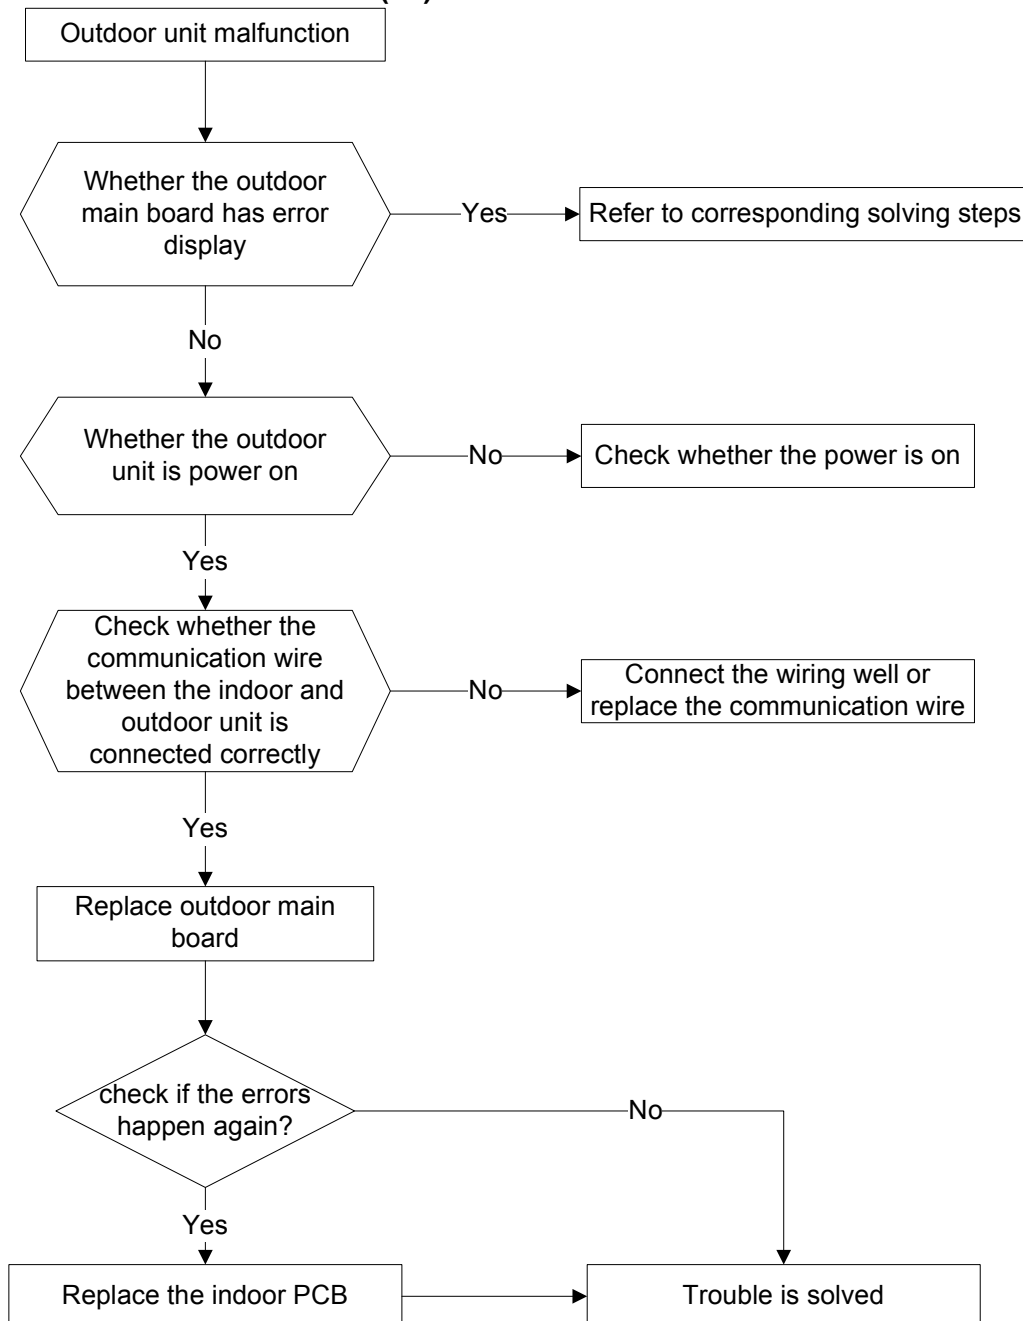 Outdoor unit malfunction
Whether the outdoor
main board has error
display
Yes
Refer to corresponding solving steps
No
Whether the outdoor
unit is power on
No
Check whether the power is on
Yes
Check whether the
communication wire
between the indoor and
outdoor unit is
connected correctly
No
Connect the wiring well or
replace the communication wire
Yes
Replace outdoor main
board
check if the errors
happen again?
No
Yes
Replace the indoor PCB
Trouble is solved